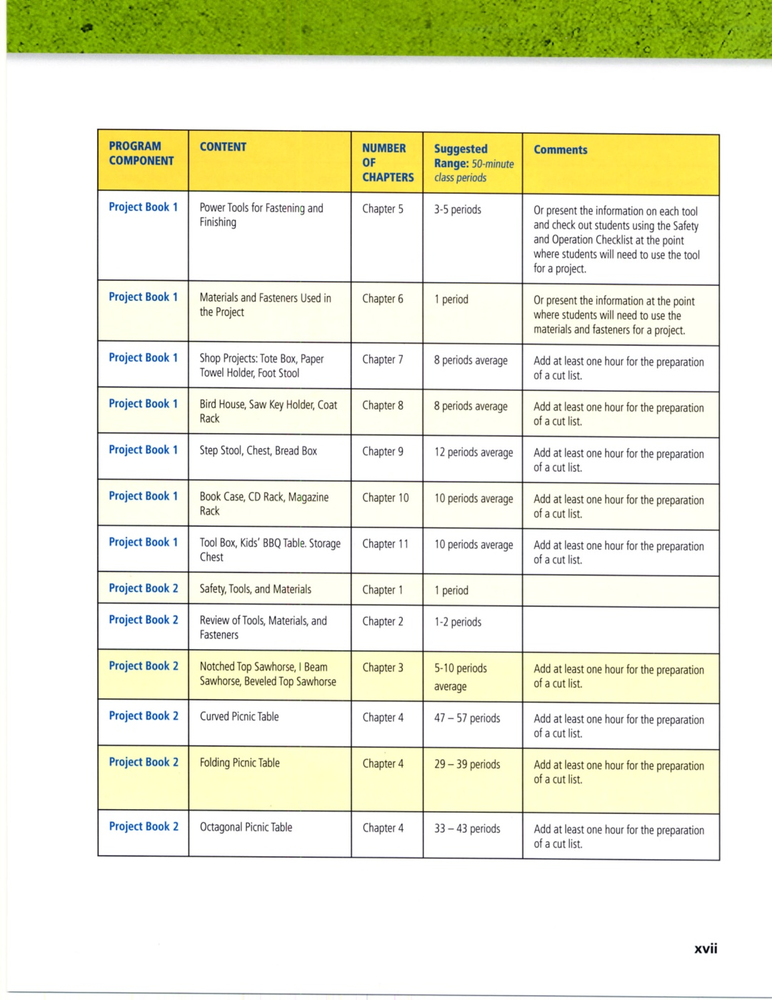 PROGRAM
COMPONENT
CONTENT
NUMBER
OF
CHAPTERS
Suggested
Range: 50-minute
class periods
Comments
Project Book 1
Power Tools for Fastening and
Finishing
Chapter 5
3-5 periods
Or present the information on each tool
and check out students using the Safety
and Operation Checklist at the point
where students will need to use the tool
for a project.
Project Book 1
Materials and Fasteners Used in
the Project
Chapter 6
1 period
Or present the information at the point
where students will need to use the
materials and fasteners for a project.
Project Book 1
Shop Projects: Tote Box, Paper
Towel Holder, Foot Stool
Chapter 7
8 periods average
Add at least one hour for the preparation
of a cut list.
Project Book 1
Bird House, Saw Key Holder, Coat
Rack
Chapter 8
8 periods average
Add at least one hour for the preparation
of a cut list.
Project Book 1
Step Stool, Chest, Bread Box
Chapter 9
12 periods average
Add at least one hour for the preparation
of a cut list.
Project Book 1
Book Case, CD Rack, Magazine
Rack
Chapter 10
10 periods average
Add at least one hour for the preparation
of a cut list.
Project Book 1
Tool Box, Kids' BBQ Table. Storage
Chest
Chapter 11
10 periods average
Add at least one hour for the preparation
of a cut list.
Project Book 2
Safety, Tools, and Materials
Chapter 1
1 period
Project Book 2
Review of Tools, Materials, and
Fasteners
Chapter 2
1-2 periods
Project Book 2
Notched Top Sawhorse, I Beam
Sawhorse, Beveled Top Sawhorse
Chapter 3
5-10 periods
average
Add at least one hour for the preparation
of a cut list.
Project Book 2
Curved Picnic Table
Chapter 4
47 – 57 periods
Add at least one hour for the preparation
of a cut list.
Project Book 2
Folding Picnic Table
Chapter 4
29 – 39 periods
Add at least one hour for the preparation
of a cut list.
Project Book 2
Octagonal Picnic Table
Chapter 4
33 – 43 periods
Add at least one hour for the preparation
of a cut list.
xvii